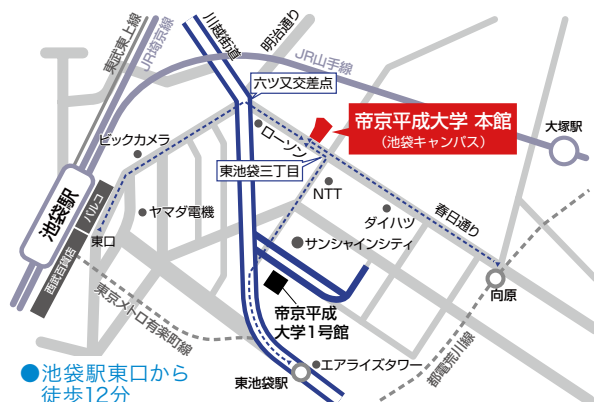 東武東上線
JR埼京線
川越街道
明治通り
JR山手線
六ツ又交差点
帝京平成大学 本館
（池袋キャンパス）
大塚駅
ビックカメラ
ローソン
東池袋三丁目
NTT
ヤマダ電機
ダイハツ
春日通り
池袋駅
パルコ
東口
西武百貨店
サンシャインシティ
向原
東京メトロ有楽町線
帝京平成
大学1号館
都電荒川線
エアライズタワー
東池袋駅
●池袋駅東口から
徒歩12分